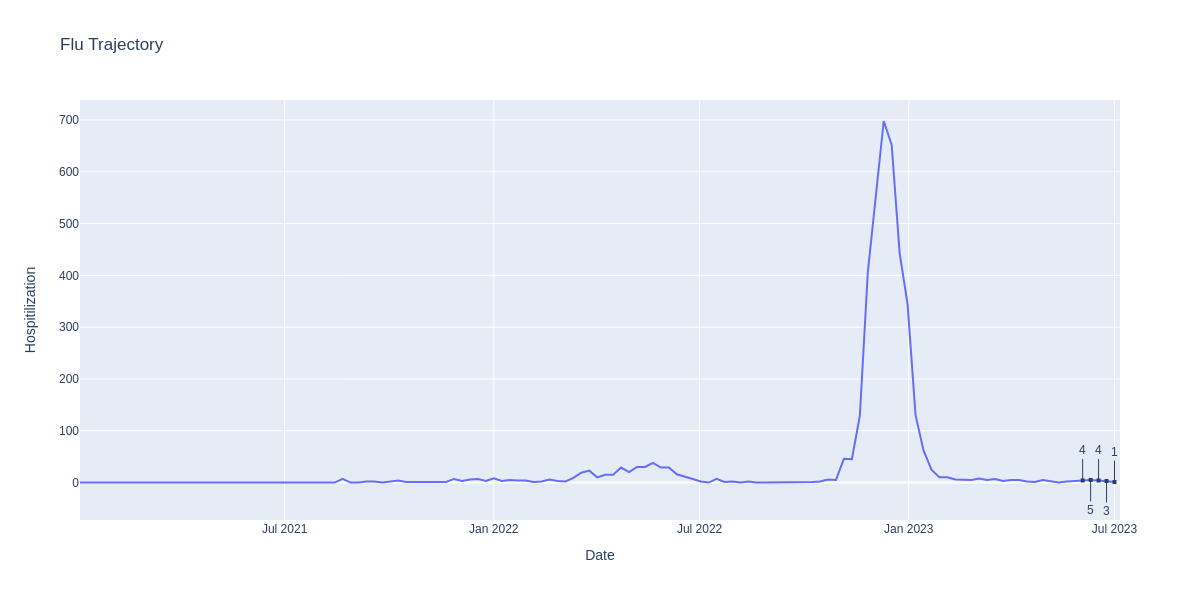 Flu Trajectory
700
600
500
400
300
200
100
0
Hospitilization
4
4
1
5
3
Jul 2021
Jan 2022
Jul 2022
Jan 2023
Jul 2023
Date